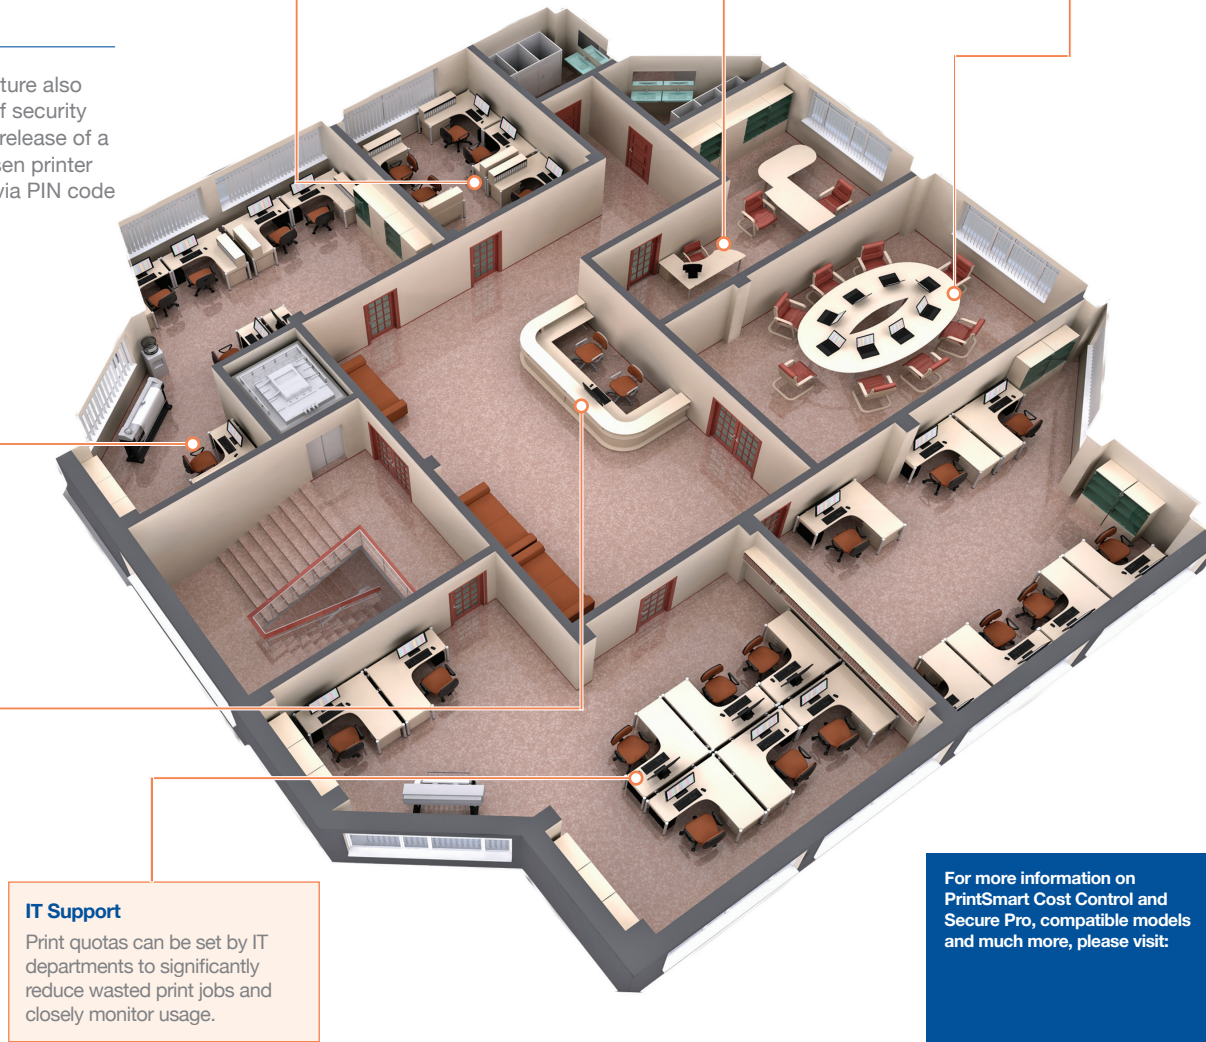 ture also
f security
release of a
sen printer
via PIN code
IT Support
Print quotas can be set by IT
departments to significantly
reduce wasted print jobs and
closely monitor usage.
For more information on
PrintSmart Cost Control and
Secure Pro, compatible models
and much more, please visit: